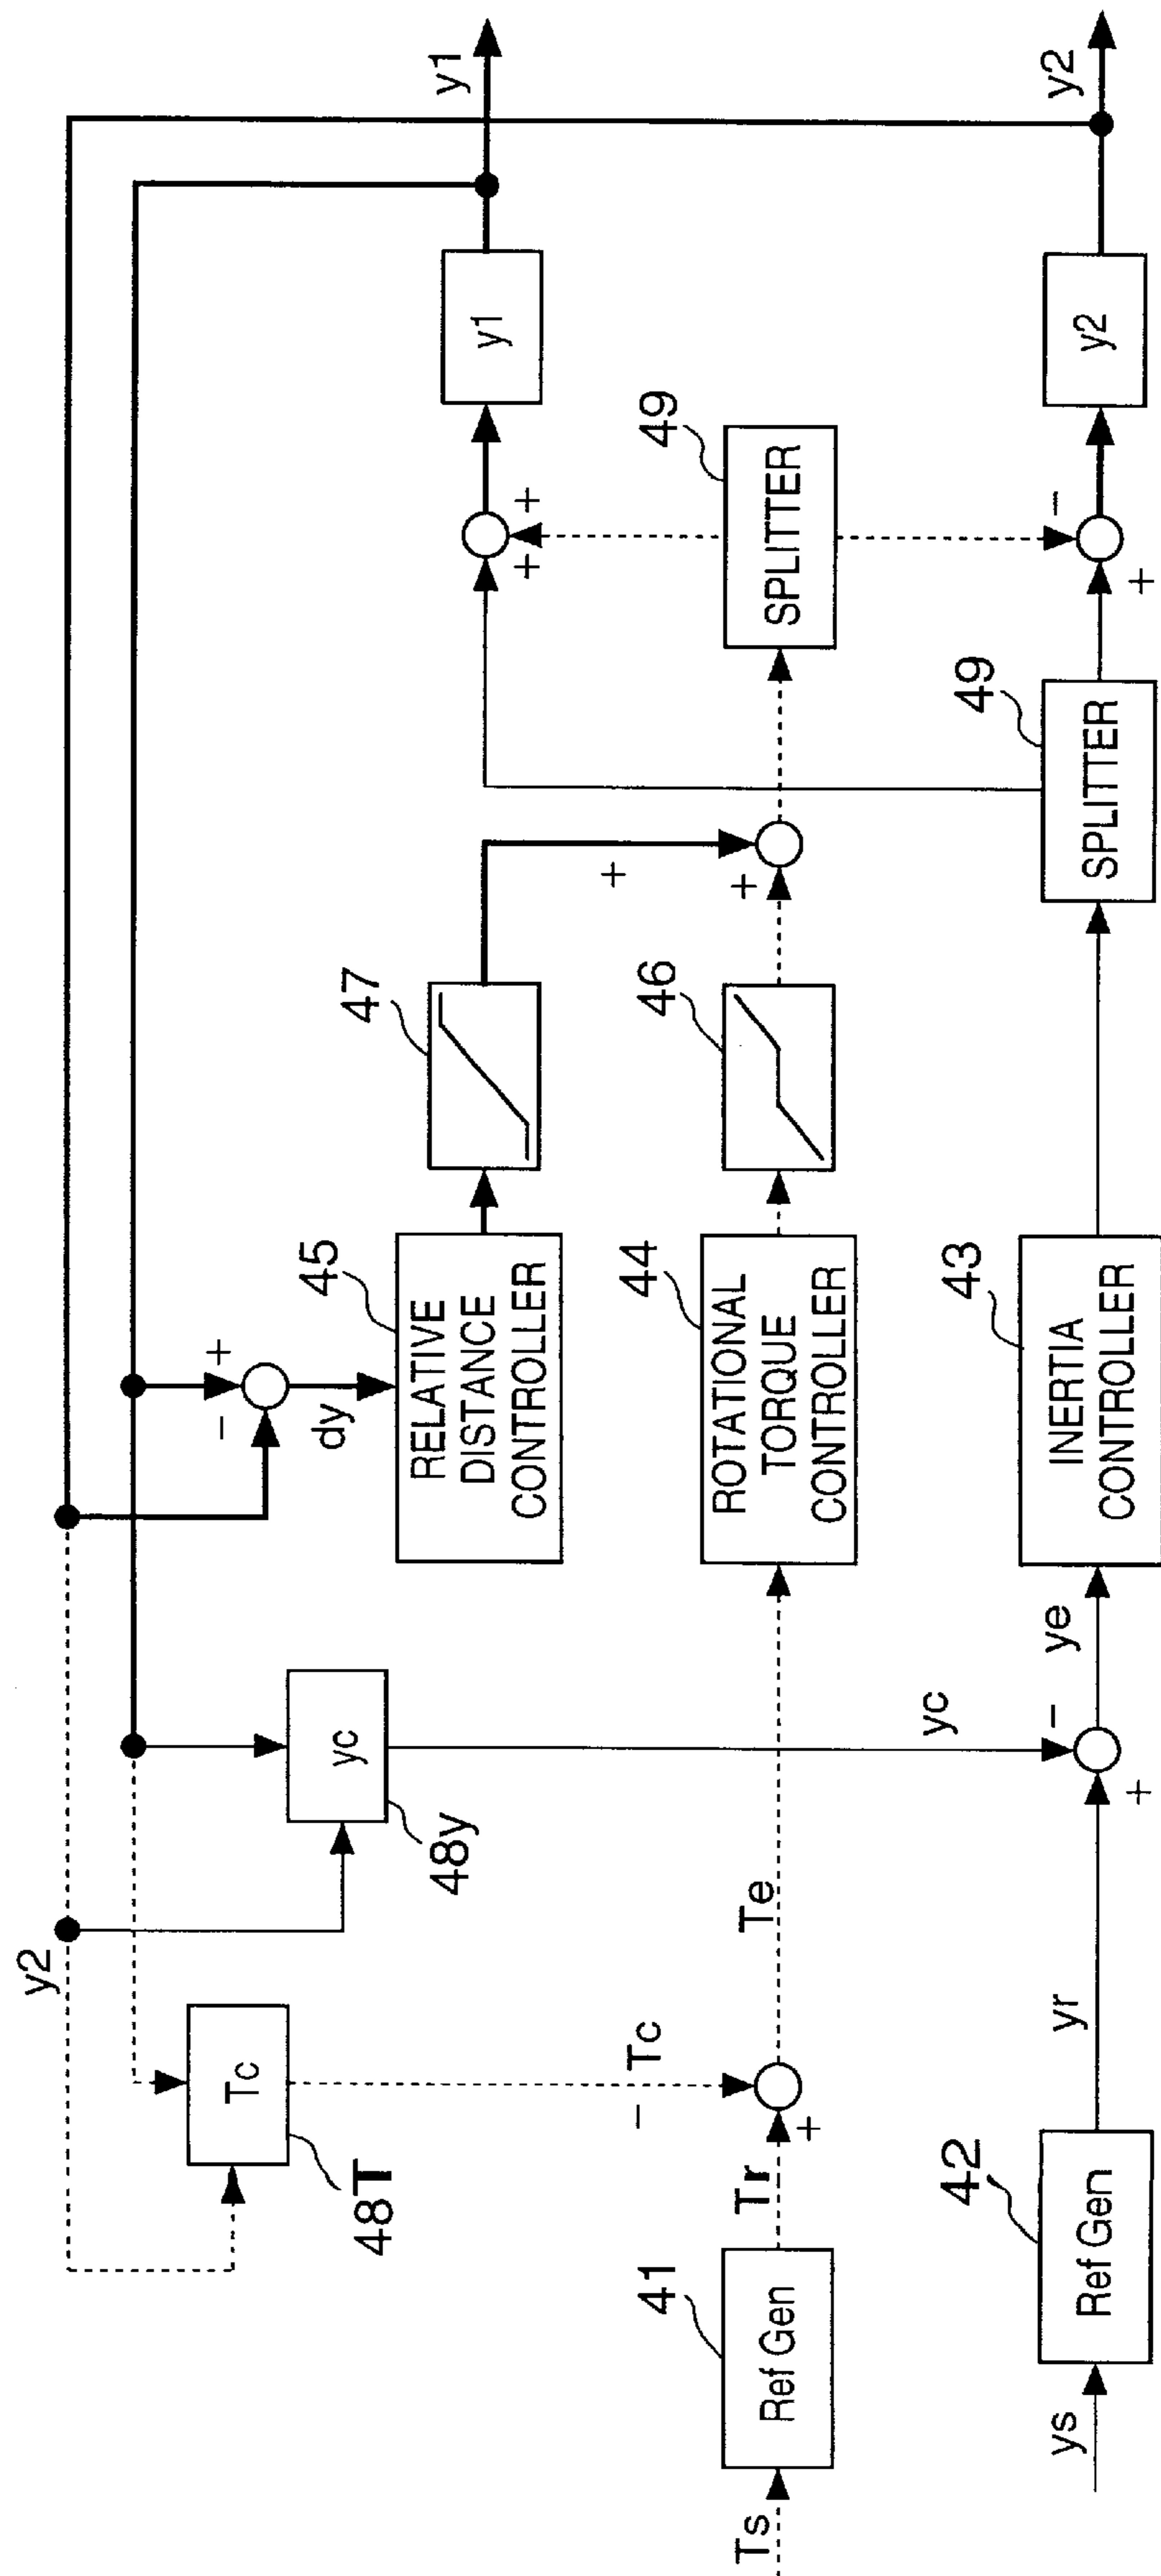 y2
y1
y2
Tc
48T
yc
48y
-
+
dy
45
RELATIVE
DISTANCE
CONTROLLER
47
+
+
+
y1
Ts
41
Ref Gen
Tr
+
-
Tc
Te
44
ROTATIONAL
TORQUE
CONTROLLER
46
+
49
SPLITTER
ys
42
Ref Gen
yr
+
-
yc
ye
43
INERTIA
CONTROLLER
49
SPLITTER
+
-
y2